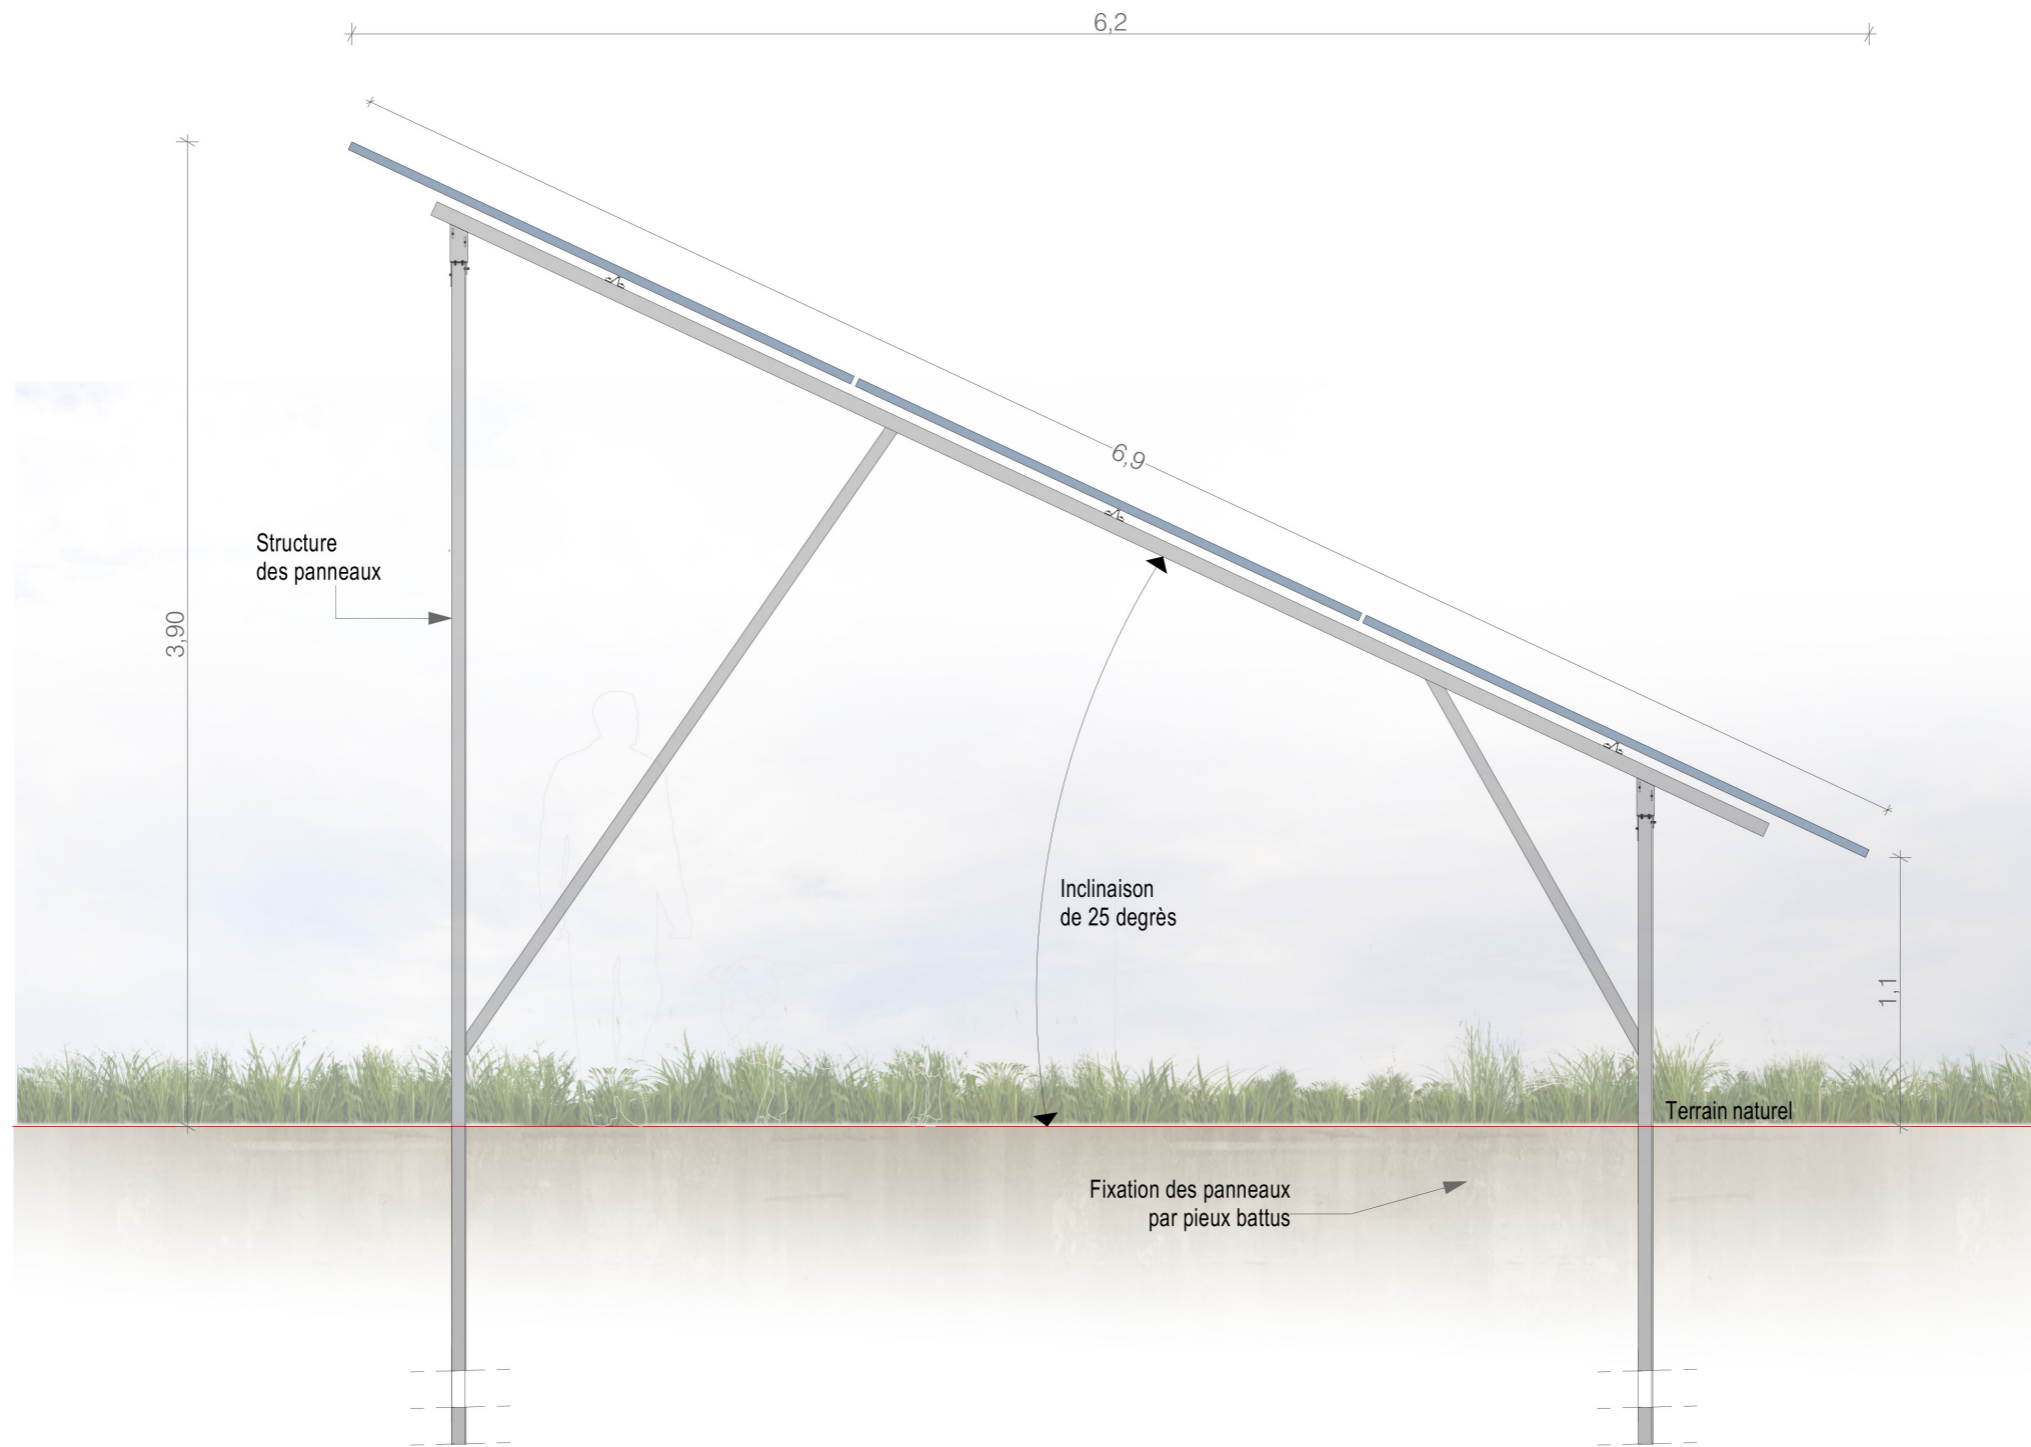 6,2
6,9
Structure
des panneaux
3,90
Inclinaison
de 25 degrès
1,1
Terrain naturel
Fixation des panneaux
par pieux battus